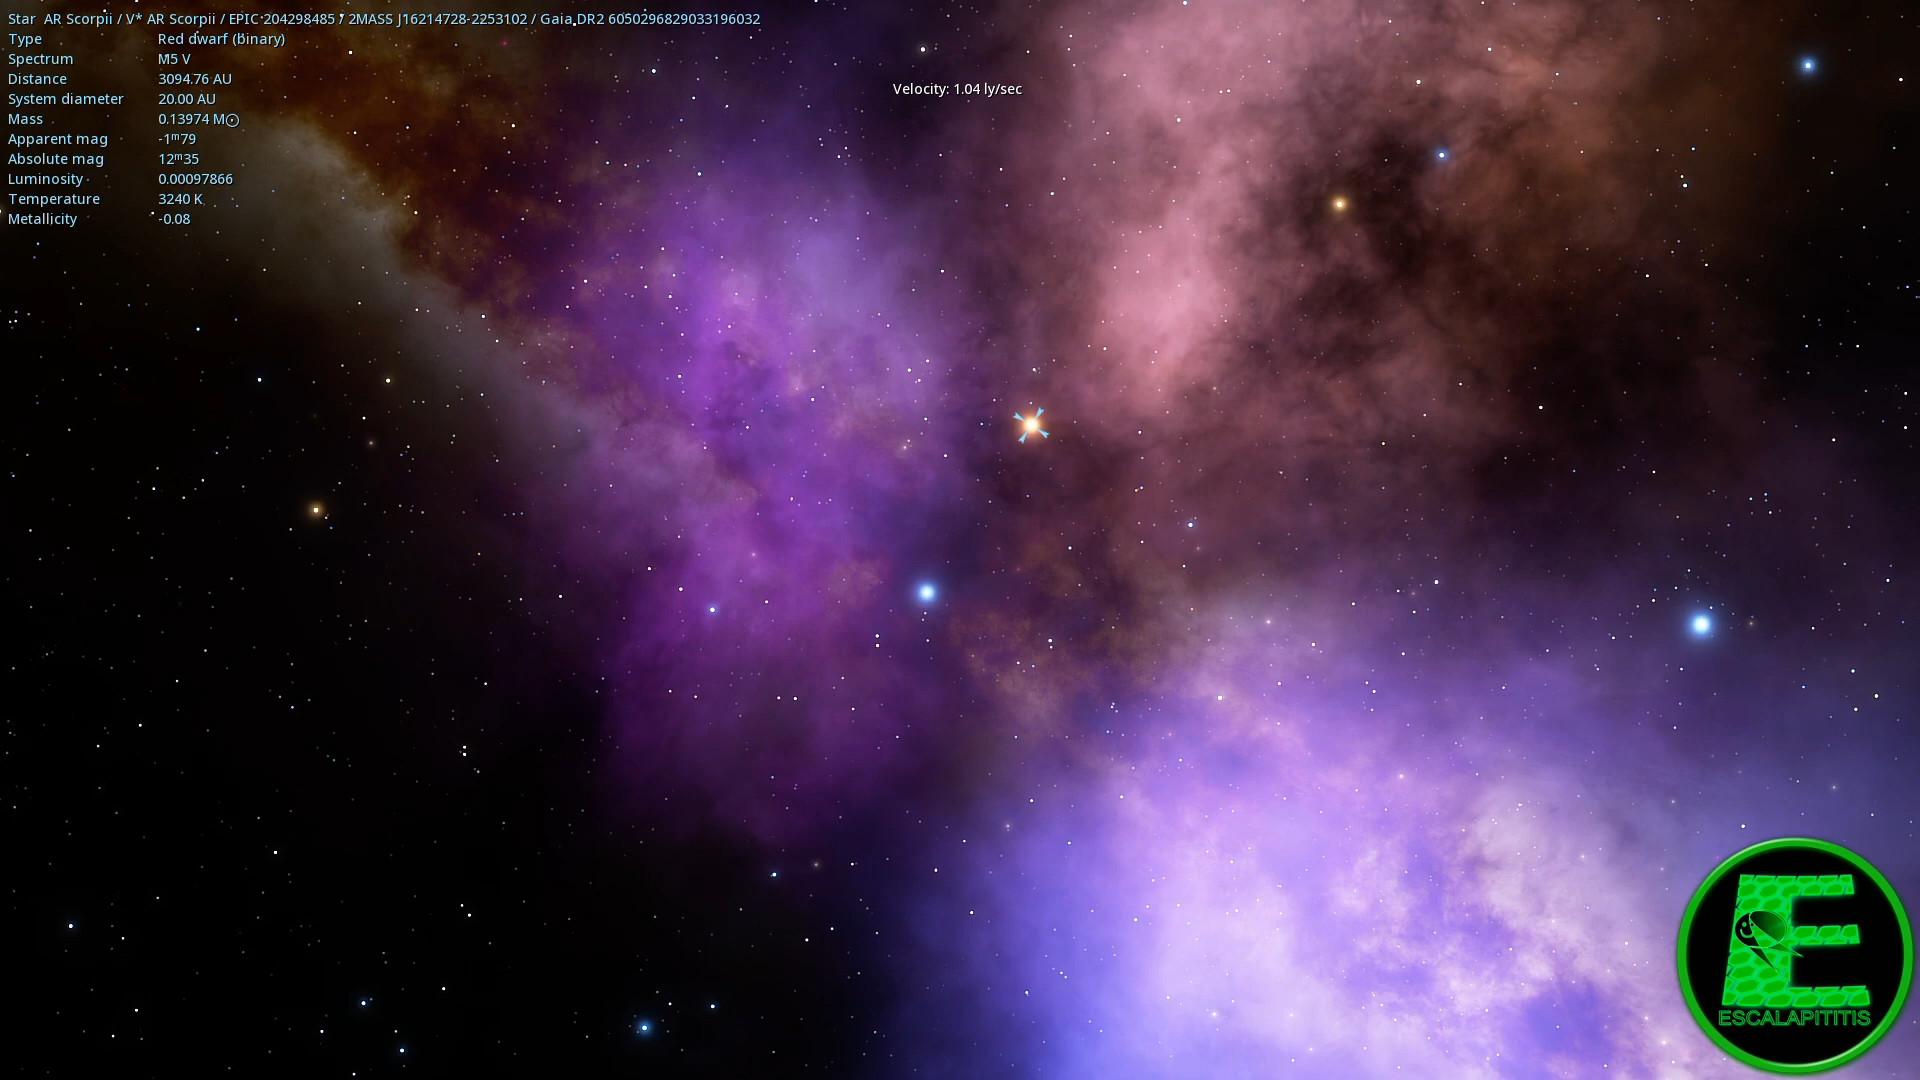 Star AR Scorpii / V* AR Scorpii / EPIC 204298485 / 2MASS J16214728-2253102 / Gaia DR2 6050296829033196032
Type Red dwarf (binary)
Spectrum M5 V
Distance 3094.76 AU
System diameter 20.00 AU
Mass 0.13974 M☉
Apparent mag -1ᵐ79
Absolute mag 12ᵐ35
Luminosity 0.00097866
Temperature 3240 K
Metallicity -0.08
Velocity: 1.04 ly/sec
E
ESCALAPITITIS